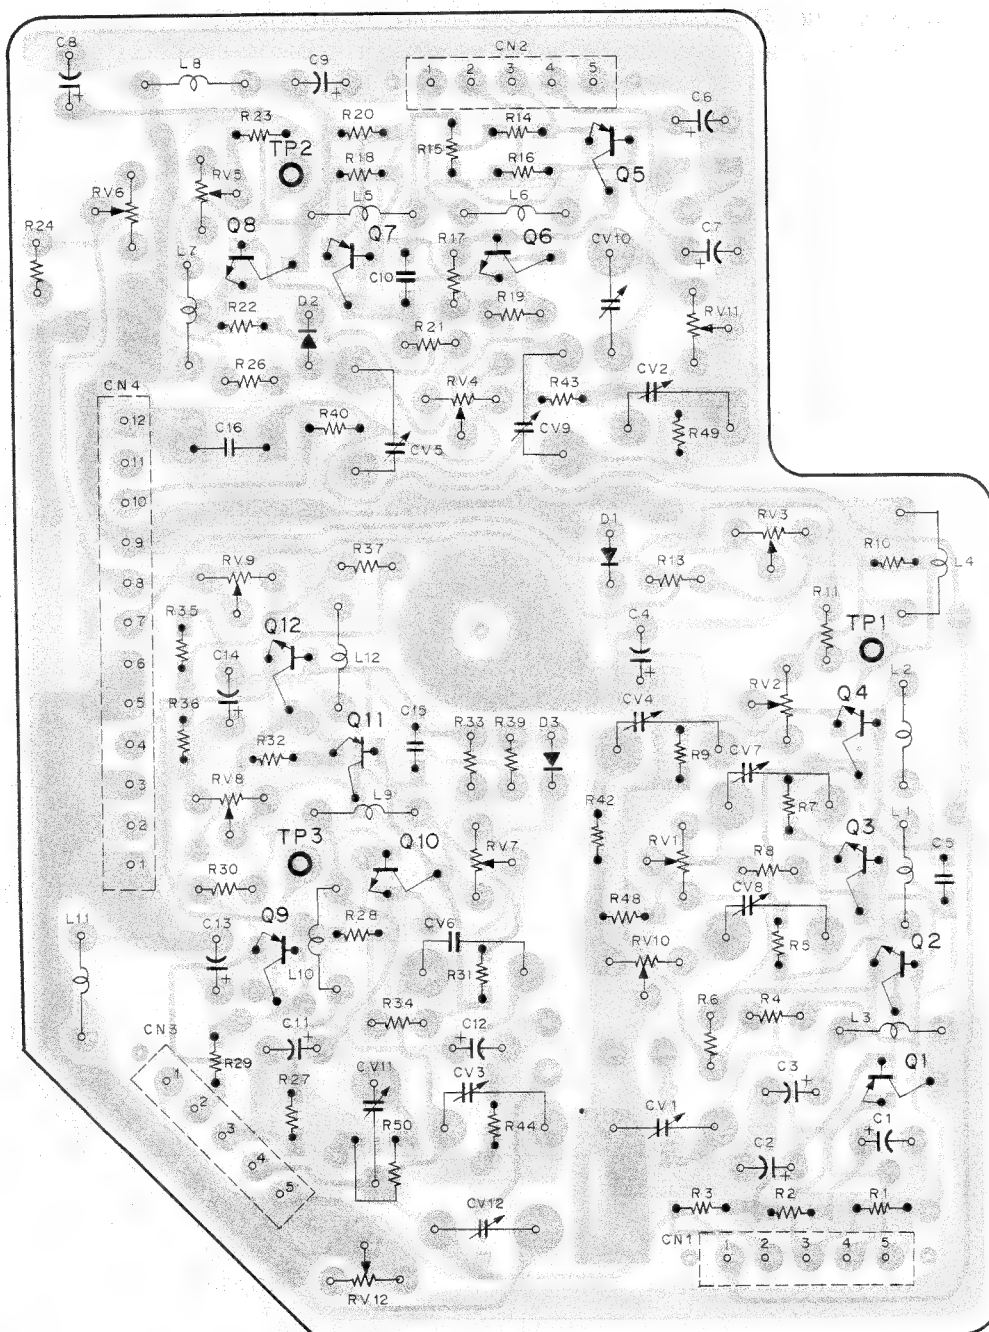 C8
L8
C9
CN2
1 2 3 4 5
C6
R23
R20
R14
R15
TP2
R18
R16
Q5
RV6
RV5
L5
L6
R24
Q8
Q7
R17
Q6
CV10
C7
L7
C10
D2
R22
R19
RV11
R21
CN4
R26
RV4
R43
CV2
12
R40
C16
CV5
CV9
R49
11
10
D1
RV3
9
R37
R13
R10
L4
8
RV9
7
R35
Q12
C4
R11
TP1
6
C14
L12
L2
5
R36
Q11
C15
RV2
Q4
4
R32
R33
R39
D3
CV4
R9
CV7
3
RV8
L9
R42
R7
2
TP3
Q10
RV7
RV1
Q3
L1
1
R30
R8
C5
CV8
L11
Q9
R28
R48
C13
CV6
R5
Q2
L10
R31
RV10
R34
R6
R4
L3
CN3
C11
C12
R29
R27
CV11
CV3
C3
Q1
1
2
3
4
5
R50
R44
CV1
C1
C2
CV12
R3
R2
R1
CN1
1 2 3 4 5
RV12